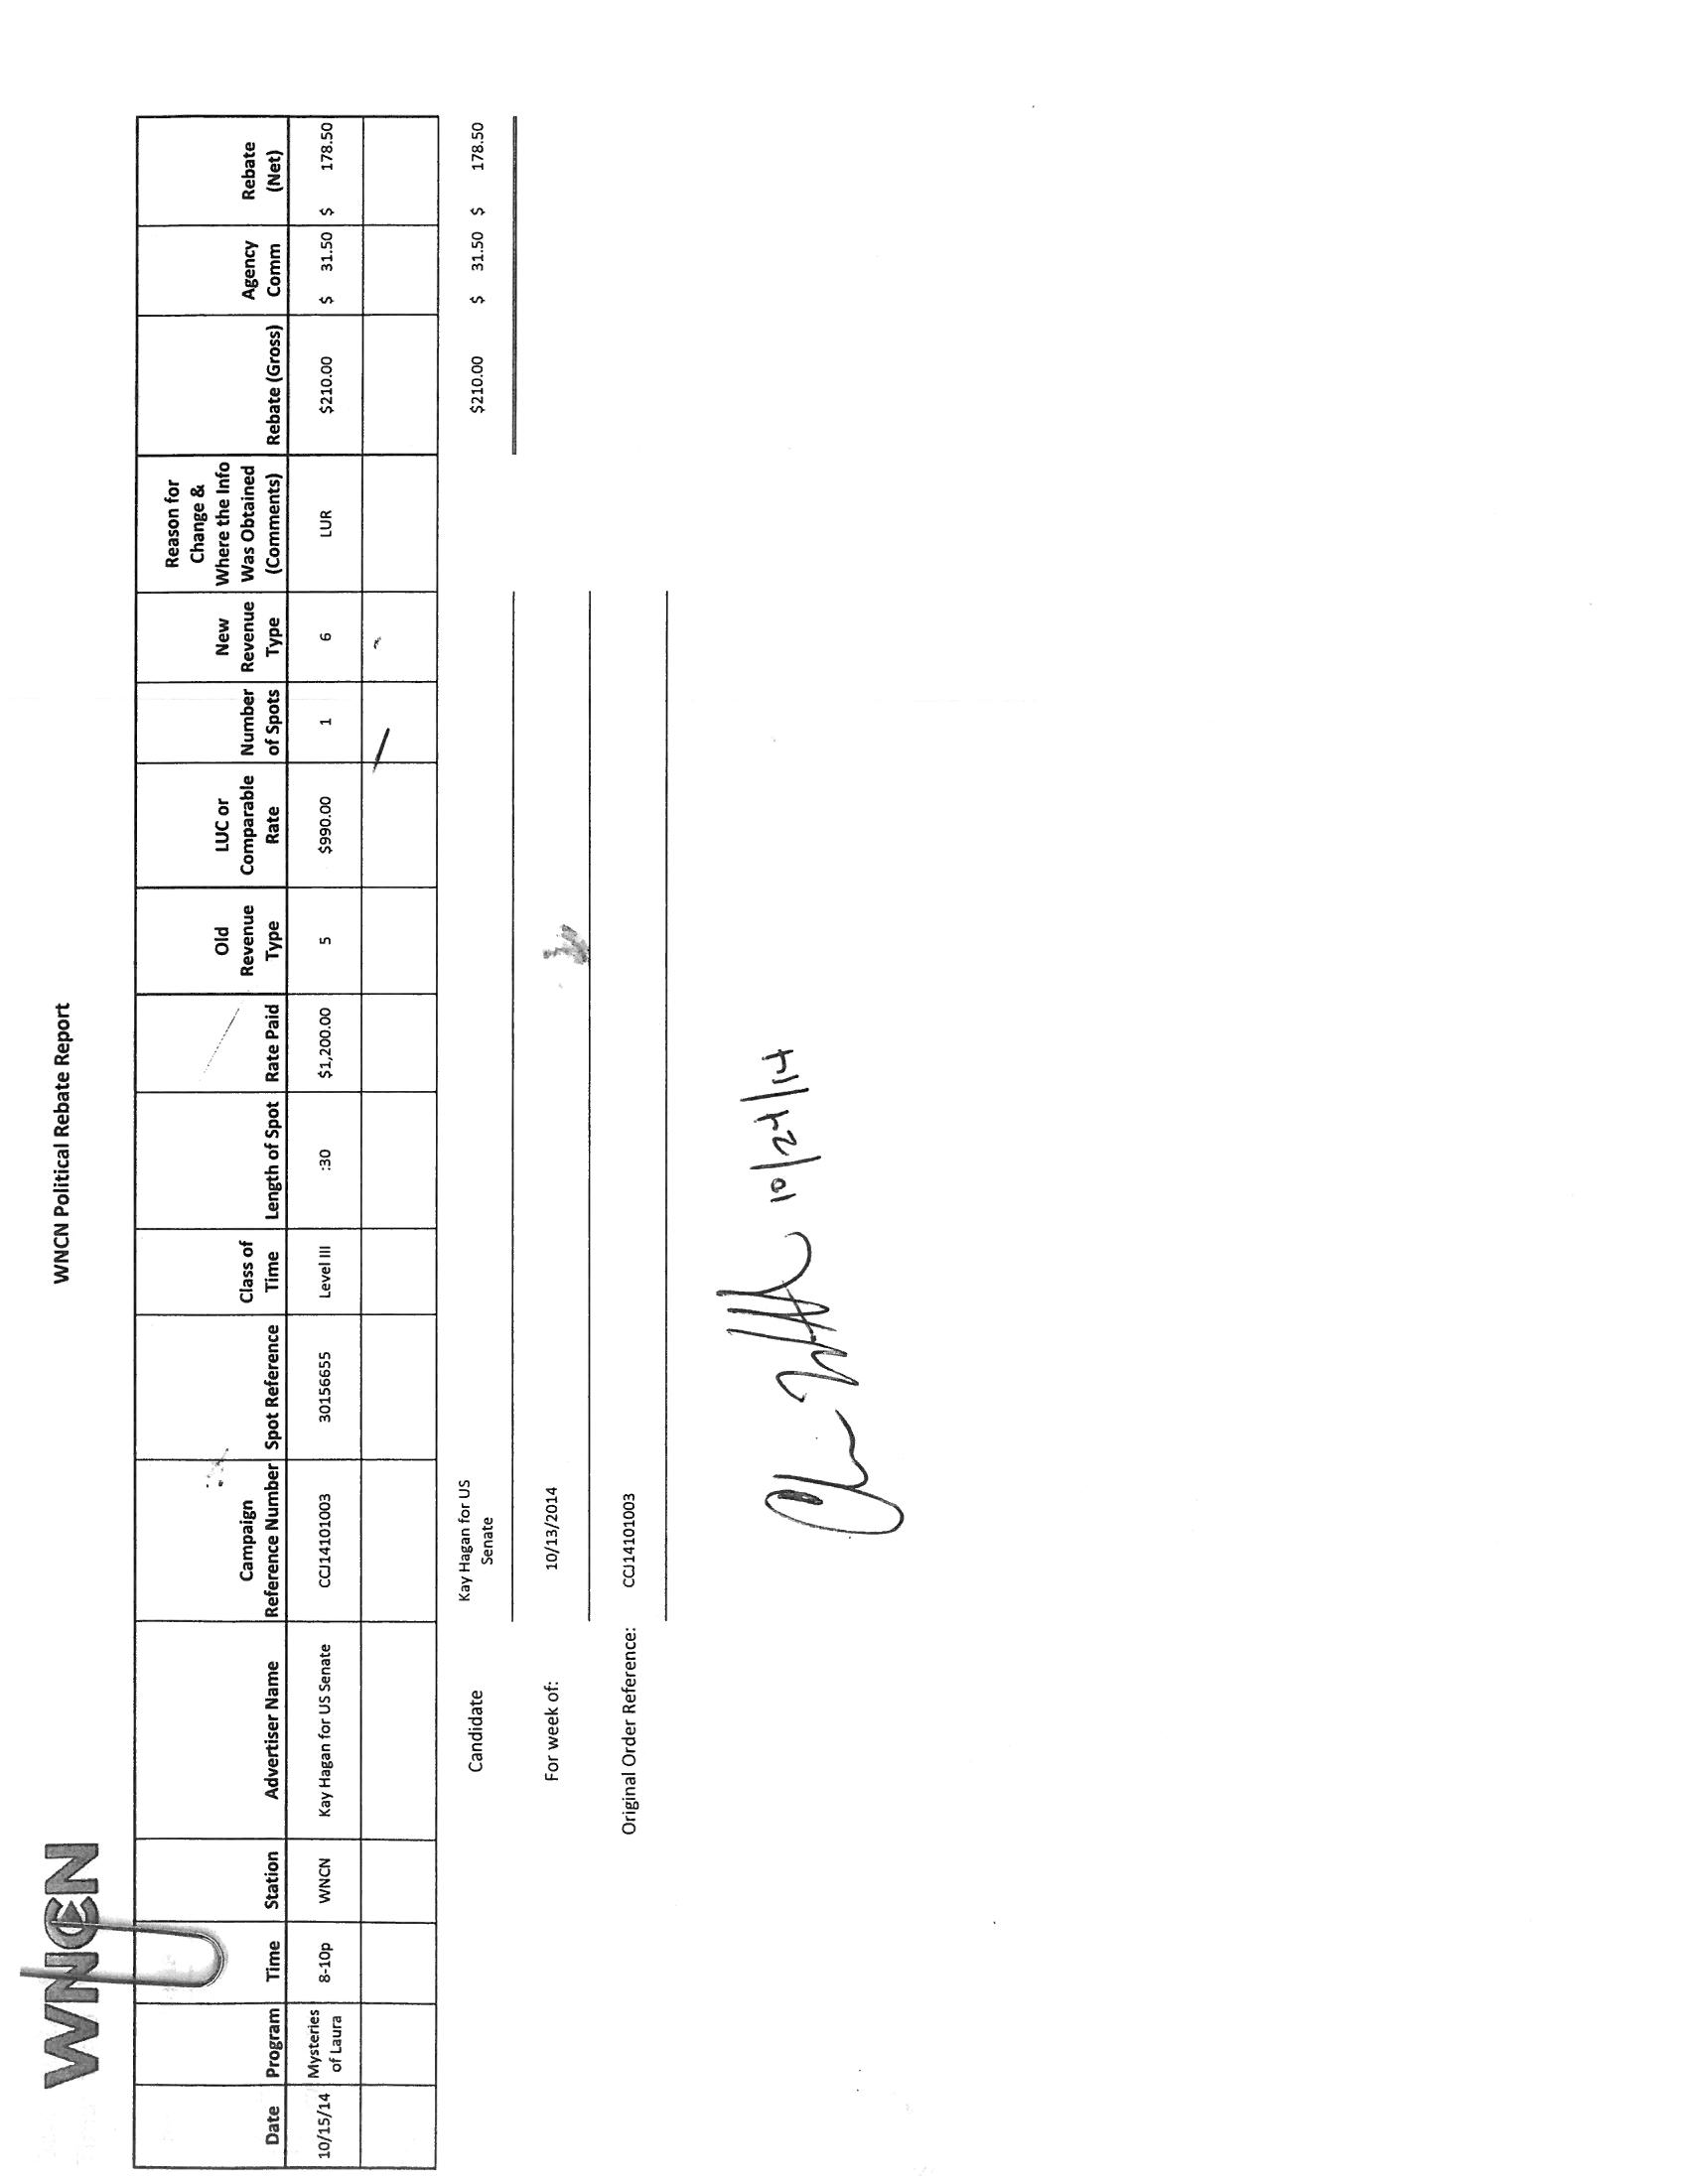 WNCN
WNCN Political Rebate Report
Date Program Time Station Advertiser Name Campaign Reference Number Spot Reference Class of Time Length of Spot Rate Paid Old Revenue Type LUC or Comparable Rate Number of Spots New Revenue Type Reason for Change & Where the Info Was Obtained (Comments) Rebate (Gross) Agency Comm Rebate (Net)
10/15/14 Mysteries of Laura 8-10p WNCN Kay Hagan for US Senate CCJ14101003 30156655 Level III :30 $1,200.00 5 $990.00 1 6 LUR $210.00 $ 31.50 $ 178.50
Candidate Kay Hagan for US Senate $210.00 $ 31.50 $ 178.50
For week of: 10/13/2014
Original Order Reference: CCJ14101003
10/24/14